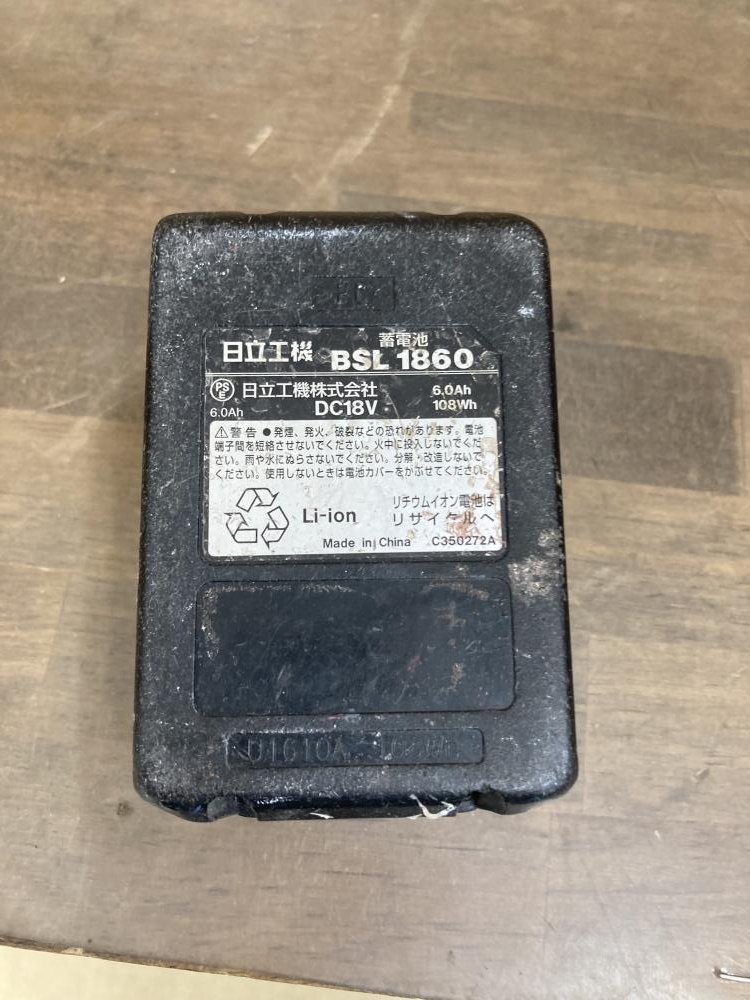 蓄電池
日立工機 BSL 1860
PS E 日立工機株式会社 6.0Ah
6.0Ah DC18V 108Wh
⚠警告 ●発煙、発火、破裂などの恐れがあります。電池
端子間を短絡させないでください。火中に投入しないでくだ
さい。雨や水にぬらさないでください。分解・改造しないで
ください。使用しないときは電池カバーをかぶせてください。
リチウムイオン電池は
Li-ion リサイクルへ
Made in China C350272A